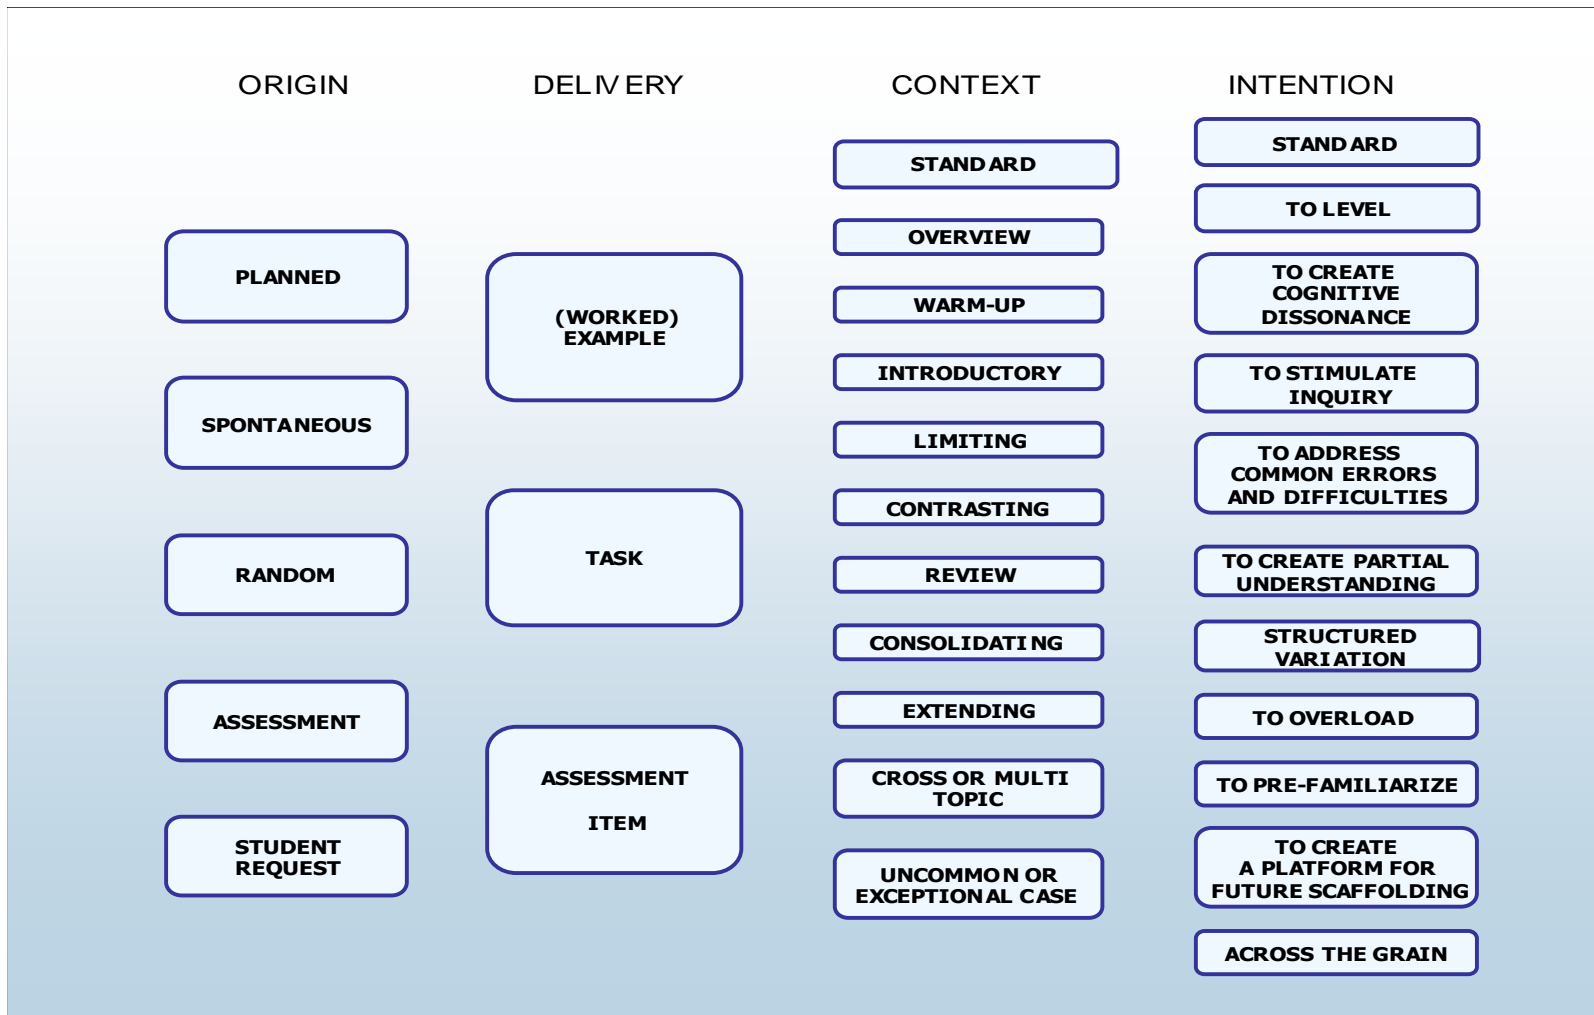 ORIGIN
PLANNED
SPONTANEOUS
RANDOM
ASSESSMENT
STUDENT
REQUEST
DELIVERY
(WORKED)
EXAMPLE
TASK
ASSESSMENT
ITEM
CONTEXT
STANDARD
OVERVIEW
WARM-UP
INTRODUCTORY
LIMITING
CONTRASTING
REVIEW
CONSOLIDATING
EXTENDING
CROSS OR MULTI
TOPIC
UNCOMMON OR
EXCEPTIONAL CASE
INTENTION
STANDARD
TO LEVEL
TO CREATE
COGNITIVE
DISSONANCE
TO STIMULATE
INQUIRY
TO ADDRESS
COMMON ERRORS
AND DIFFICULTIES
TO CREATE PARTIAL
UNDERSTANDING
STRUCTURED
VARIATION
TO OVERLOAD
TO PRE-FAMILIARIZE
TO CREATE
A PLATFORM FOR
FUTURE SCAFFOLDING
ACROSS THE GRAIN